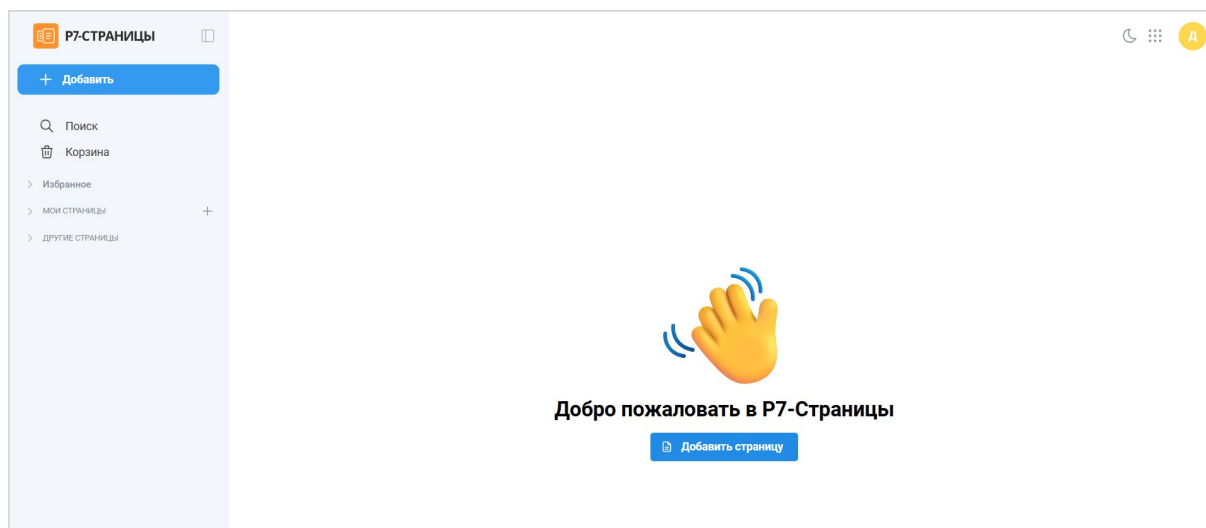 Р7-СТРАНИЦЫ
Добавить
Поиск
Корзина
Избранное
МОИ СТРАНИЦЫ
ДРУГИЕ СТРАНИЦЫ
Д
Добро пожаловать в Р7-Страницы
Добавить страницу